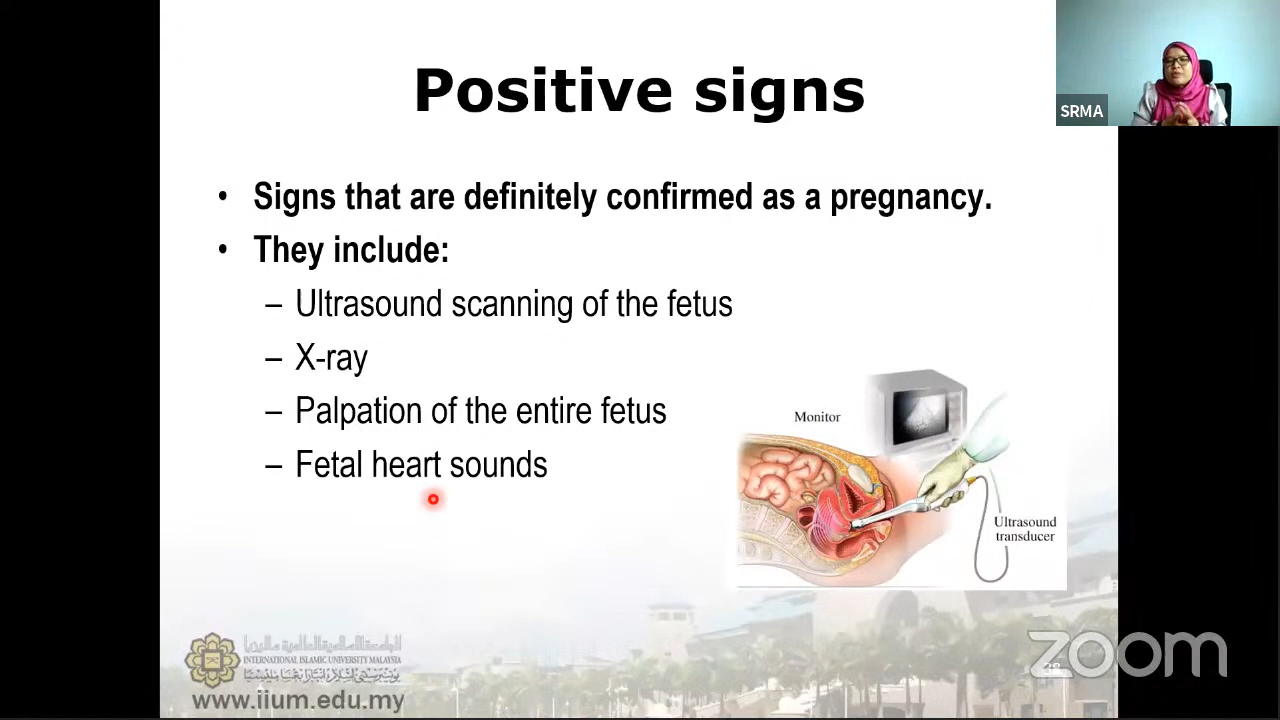 Positive signs
SRMA
• Signs that are definitely confirmed as a pregnancy.
• They include:
– Ultrasound scanning of the fetus
– X-ray
– Palpation of the entire fetus
– Fetal heart sounds
Monitor
Ultrasound
transducer
INTERNATIONAL ISLAMIC UNIVERSITY MALAYSIA
www.iium.edu.my
38
zoom